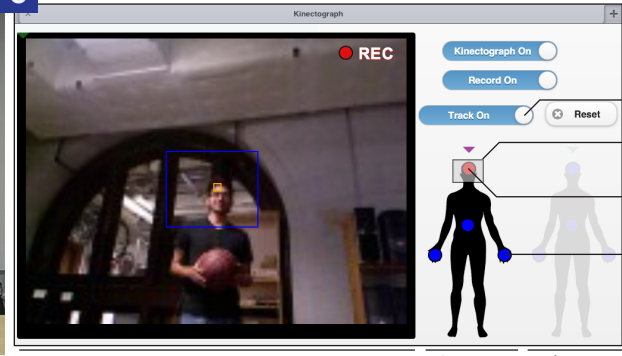 Kinectograph
REC
Kinectograph On
Record On
Track On
Reset